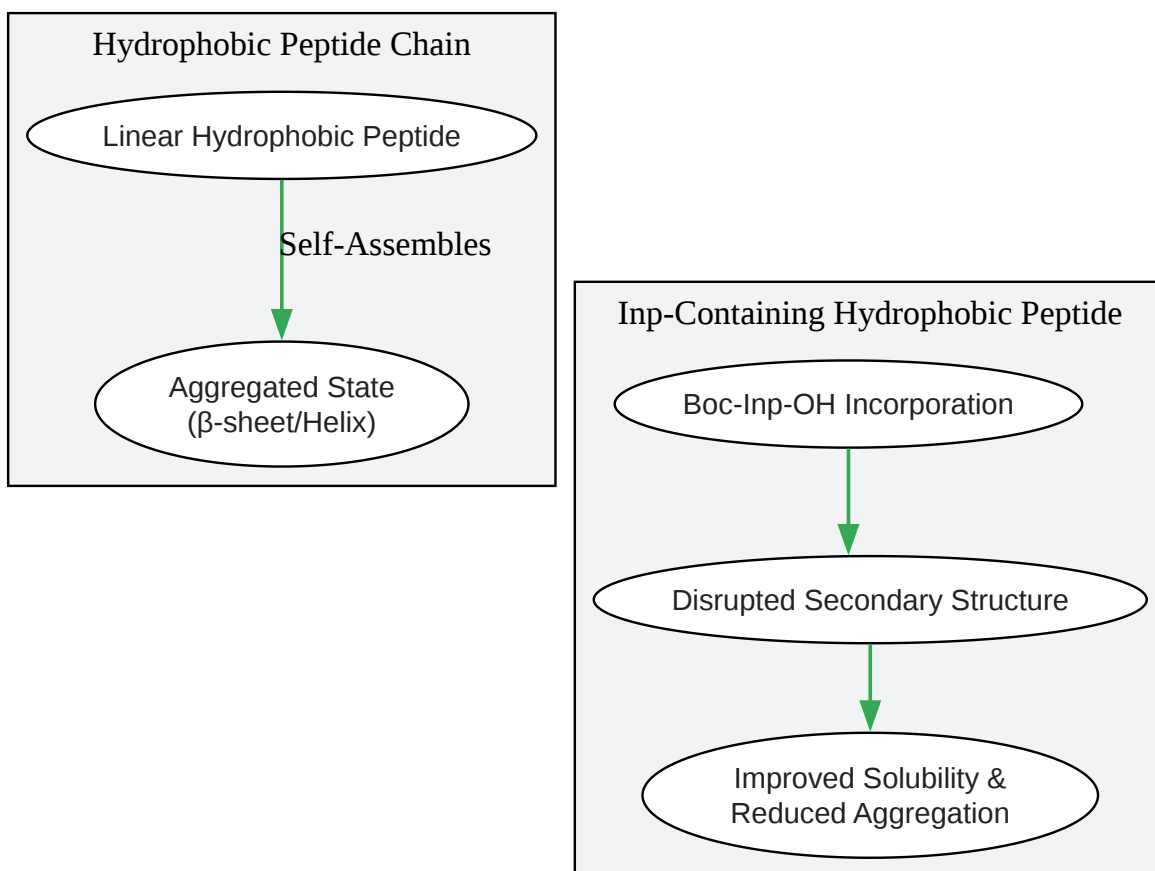 Hydrophobic Peptide Chain
Linear Hydrophobic Peptide
Self-Assembles
Aggregated State
(β-sheet/Helix)
Inp-Containing Hydrophobic Peptide
Boc-Inp-OH Incorporation
Disrupted Secondary Structure
Improved Solubility &
Reduced Aggregation